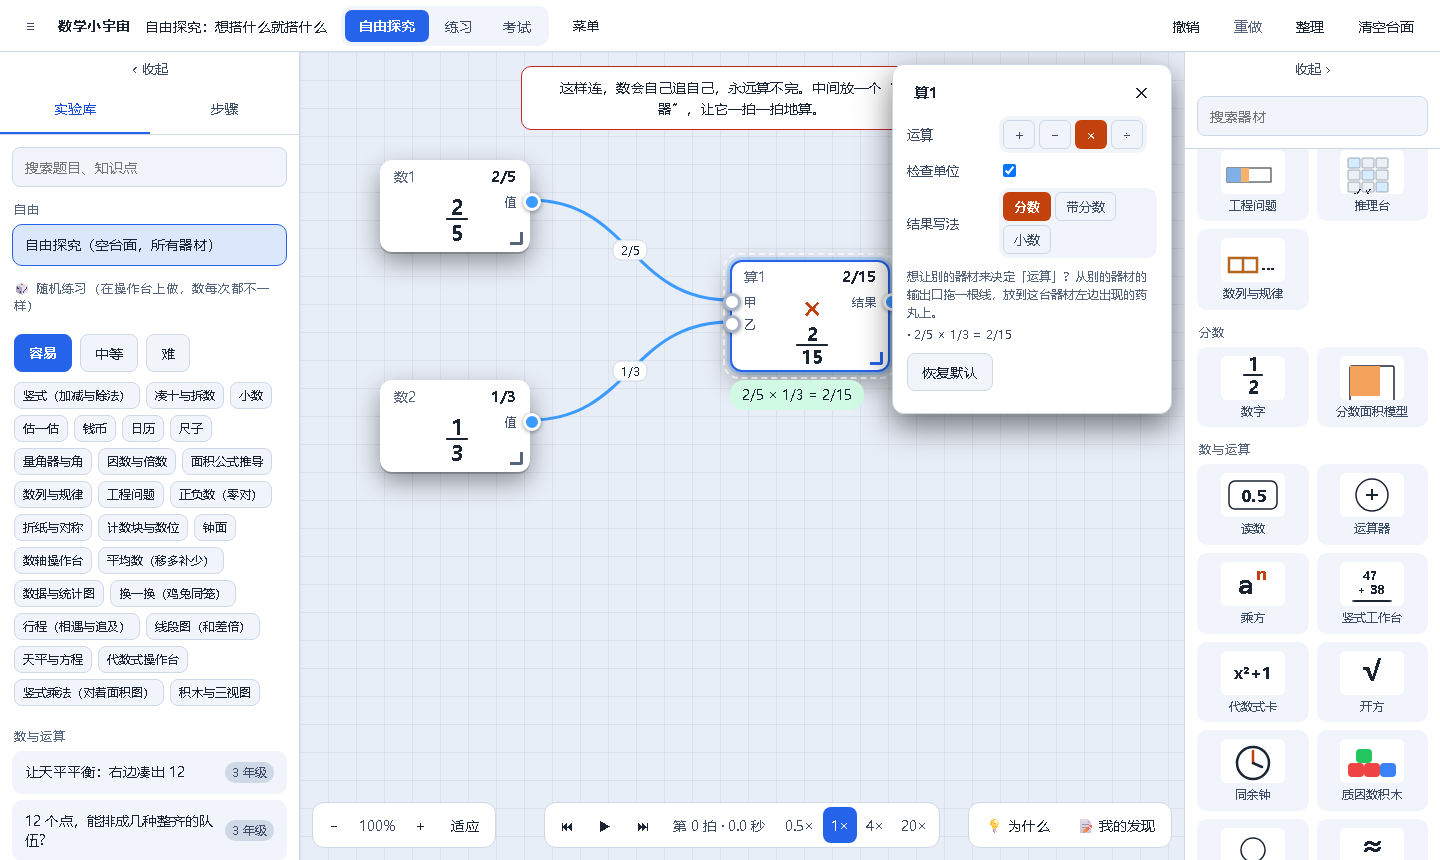 ☰ 数学小宇宙 自由探究：想搭什么就搭什么 自由探究 练习 考试 菜单 撤销 重做 整理 清空台面
‹ 收起
实验库 步骤
搜索题目、知识点
自由
自由探究（空台面，所有器材）
随机练习（在操作台上做，数每次都不一
样）
容易 中等 难
竖式（加减与除法） 凑十与拆数 小数
估一估 钱币 日历 尺子
量角器与角 因数与倍数 面积公式推导
数列与规律 工程问题 正负数（零对）
折纸与对称 计数块与数位 钟面
数轴操作台 平均数（移多补少）
数据与统计图 换一换（鸡兔同笼）
行程（相遇与追及） 线段图（和差倍）
天平与方程 代数式操作台
竖式乘法（对着面积图） 积木与三视图
数与运算
让天平平衡：右边凑出 12 3 年级
12 个点，能排成几种整齐的队
伍？ 3 年级
这样连，数会自己追自己，永远算不完。中间放一个“
器”，让它一拍一拍地算。
数1 2/5
值
2
5
数2 1/3
值
1
3
2/5
1/3
算1 2/15
甲 结果
乙
×
2
15
2/5 × 1/3 = 2/15
算1 ×
运算 + − × ÷
检查单位
结果写法 分数 带分数
小数
想让别的器材来决定「运算」？从别的器材的
输出口拖一根线，放到这台器材左边出现的药
丸上。
· 2/5 × 1/3 = 2/15
恢复默认
− 100% + 适应
第 0 拍 · 0.0 秒 0.5× 1× 4× 20×
为什么 我的发现
收起 ›
搜索器材
工程问题 推理台
...
数列与规律
分数
1
2
数字 分数面积模型
数与运算
0.5 +
读数 运算器
aⁿ 47
+ 38
乘方 竖式工作台
x²+1 √
代数式卡 开方
同余钟 质因数积木
≈